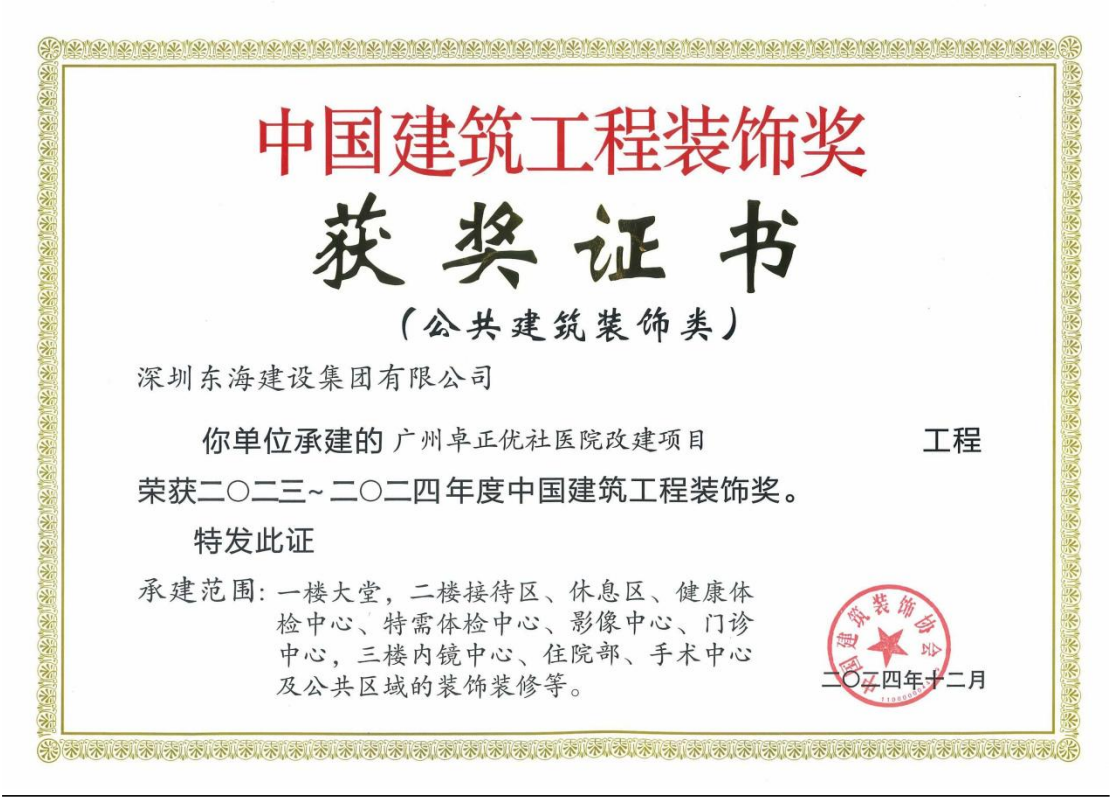 中国建筑工程装饰奖
获奖证书
（公共建筑装饰类）
深圳东海建设集团有限公司
你单位承建的 广州卓正优社医院改建项目 工程
荣获二〇二三~二〇二四年度中国建筑工程装饰奖。
特发此证
承建范围: 一楼大堂，二楼接待区、休息区、健康体
检中心、特需体检中心、影像中心、门诊
中心，三楼内镜中心、住院部、手术中心
及公共区域的装饰装修等。
中国建筑装饰协会
二〇二四年十二月